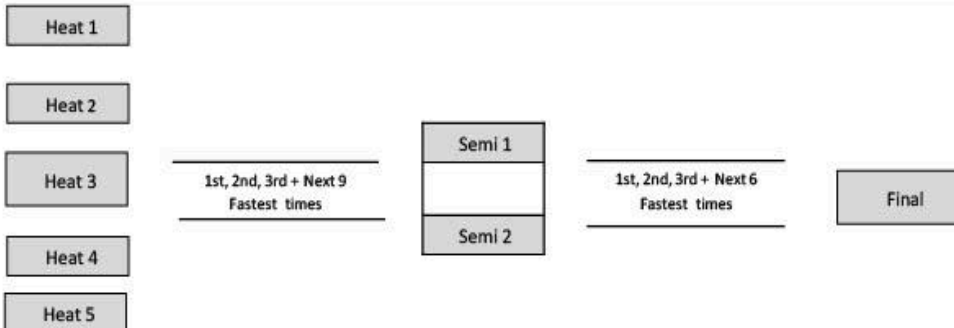 Heat 1
Heat 2
Heat 3
Heat 4
Heat 5
1st, 2nd, 3rd + Next 9
Fastest times
Semi 1
Semi 2
1st, 2nd, 3rd + Next 6
Fastest times
Final